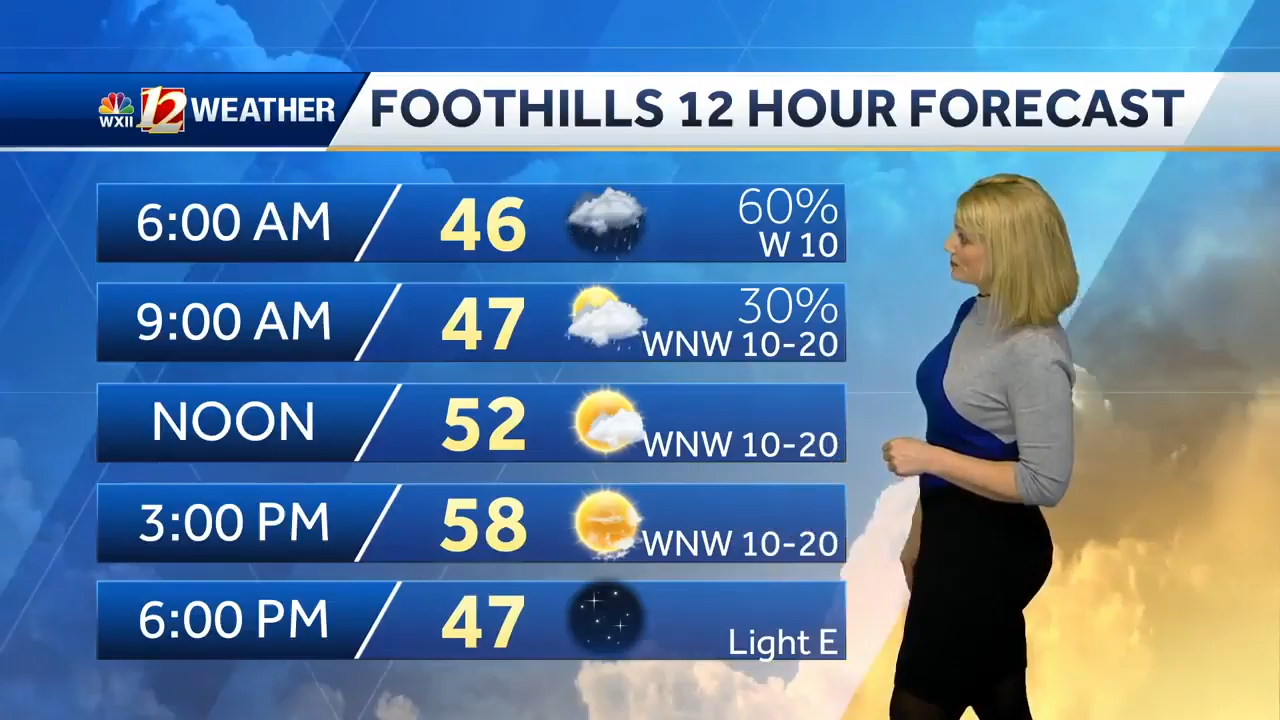 WXII 12 WEATHER
FOOTHILLS 12 HOUR FORECAST
6:00 AM 46 60%
W 10
9:00 AM 47 30%
WNW 10-20
NOON 52 WNW 10-20
3:00 PM 58 WNW 10-20
6:00 PM 47 Light E